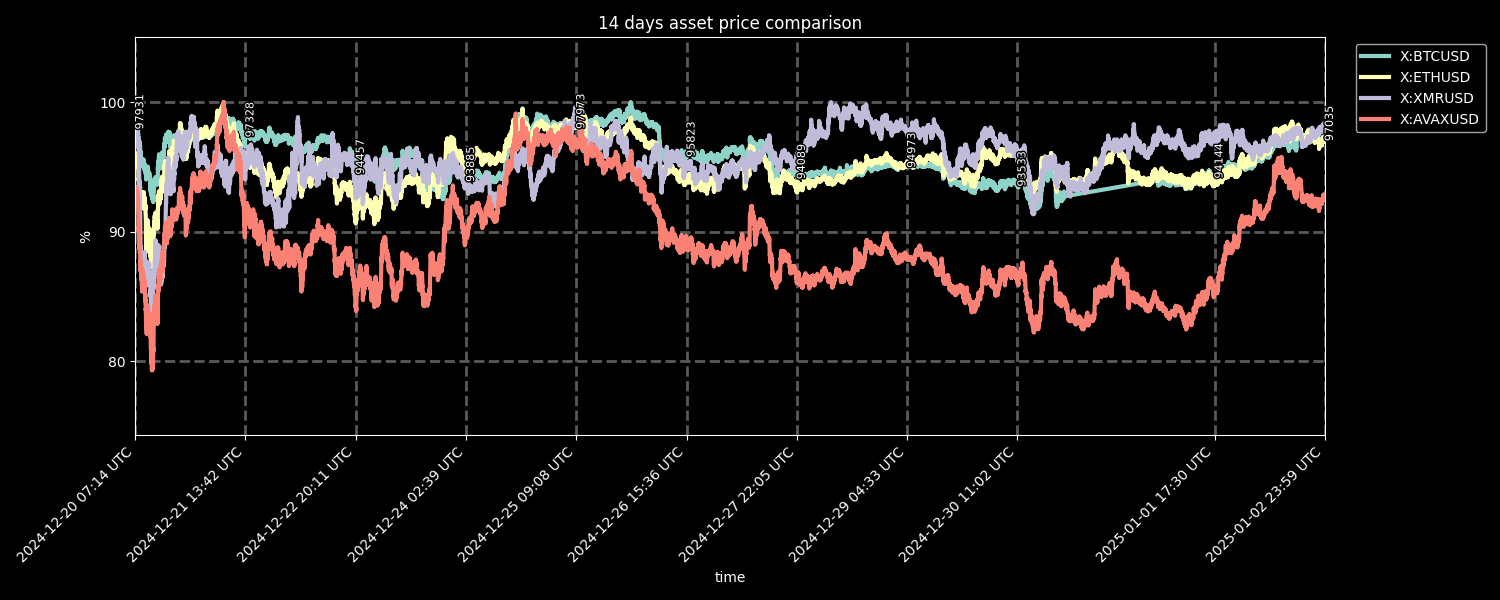 14 days asset price comparison
X:BTCUSD
X:ETHUSD
X:XMRUSD
X:AVAXUSD
100
90
80
%
97931
97328
94457
93885
97973
95823
94089
94973
93533
94144
97035
2024-12-20 07:14 UTC
2024-12-21 13:42 UTC
2024-12-22 20:11 UTC
2024-12-24 02:39 UTC
2024-12-25 09:08 UTC
2024-12-26 15:36 UTC
2024-12-27 22:05 UTC
2024-12-29 04:33 UTC
2024-12-30 11:02 UTC
2025-01-01 17:30 UTC
2025-01-02 23:59 UTC
time